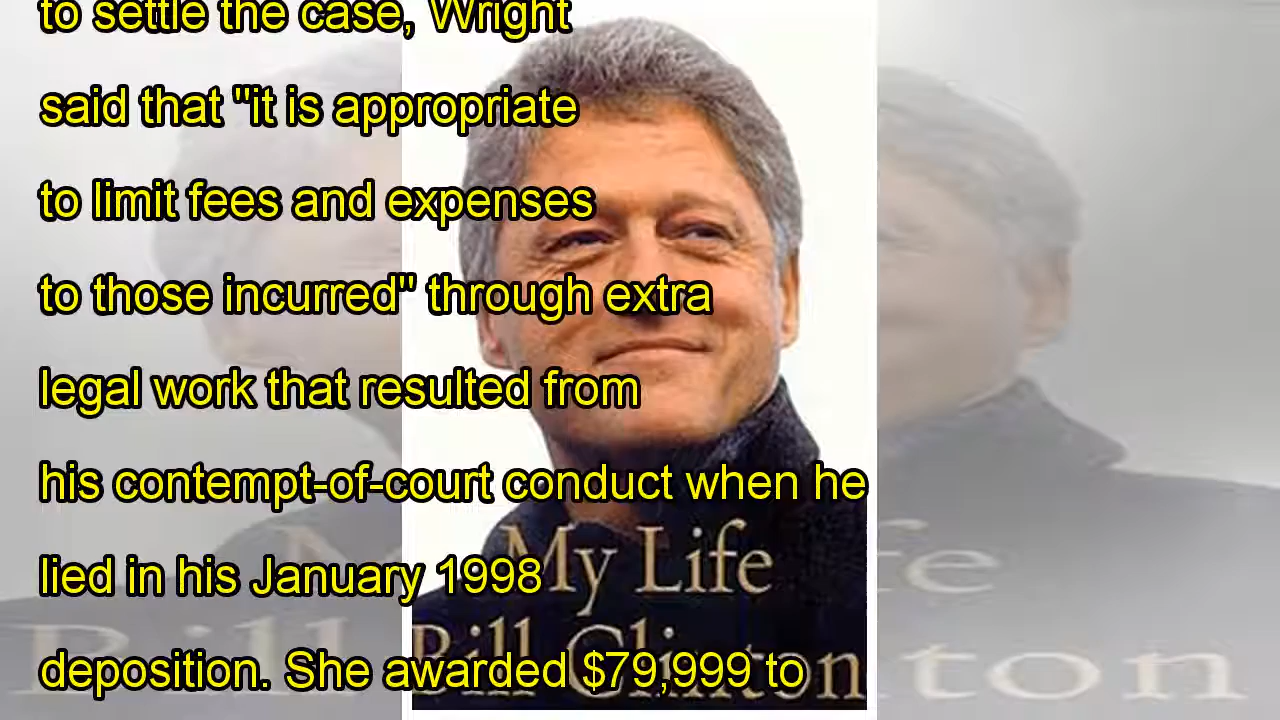 to settle the case, Wright
said that "it is appropriate
to limit fees and expenses
to those incurred" through extra
legal work that resulted from
his contempt-of-court conduct when he
lied in his January 1998
deposition. She awarded $79,999 to
My Life
Bill Clinton